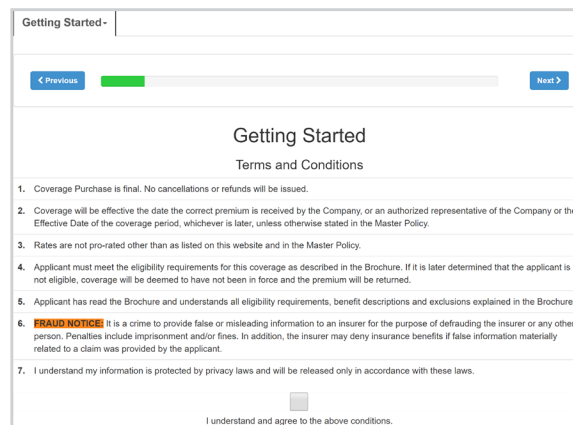 Getting Started
Previous
Next
Getting Started
Terms and Conditions
1. Coverage Purchase is final. No cancellations or refunds will be issued.
2. Coverage will be effective the date the correct premium is received by the Company, or an authorized representative of the Company or the
Effective Date of the coverage period, whichever is later, unless otherwise stated in the Master Policy.
3. Rates are not pro-rated other than as listed on this website and in the Master Policy.
4. Applicant must meet the eligibility requirements for this coverage as described in the Brochure. If it is later determined that the applicant is
not eligible, coverage will be deemed to have not been in force and the premium will be returned.
5. Applicant has read the Brochure and understands all eligibility requirements, benefit descriptions and exclusions explained in the Brochure
6. FRAUD NOTICE: It is a crime to provide false or misleading information to an insurer for the purpose of defrauding the insurer or any other
person. Penalties include imprisonment and/or fines. In addition, the insurer may deny insurance benefits if false information materially
related to a claim was provided by the applicant.
7. I understand my information is protected by privacy laws and will be released only in accordance with these laws.
I understand and agree to the above conditions.